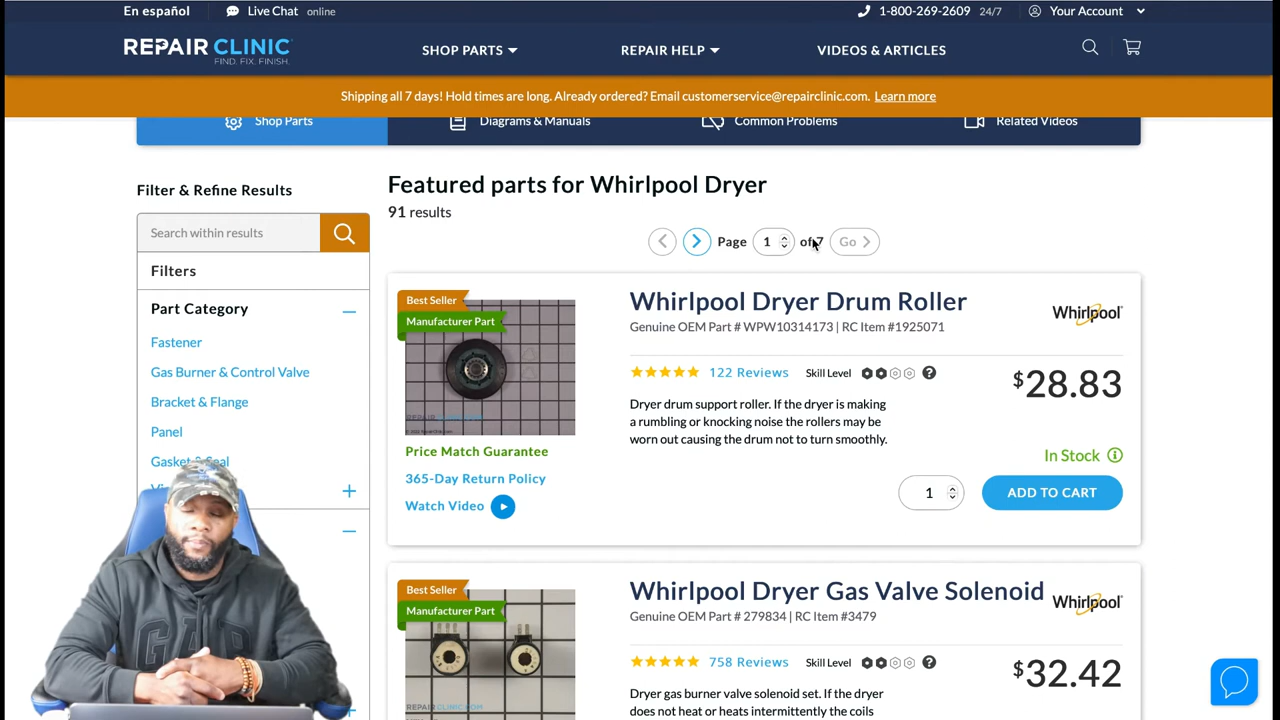 En español
Live Chat online
1-800-269-2609 24/7
Your Account
REPAIR CLINIC
FIND. FIX. FINISH.
SHOP PARTS
REPAIR HELP
VIDEOS & ARTICLES
Shipping all 7 days! Hold times are long. Already ordered? Email customerservice@repairclinic.com. Learn more
Shop Parts
Diagrams & Manuals
Common Problems
Related Videos
Filter & Refine Results
Search within results
Filters
Part Category
Fastener
Gas Burner & Control Valve
Bracket & Flange
Panel
Gasket & Seal
Featured parts for Whirlpool Dryer
91 results
Page 1 of 7 Go
Best Seller
Manufacturer Part
Price Match Guarantee
365-Day Return Policy
Watch Video
Whirlpool Dryer Drum Roller
Genuine OEM Part # WPW10314173 | RC Item #1925071
Whirlpool
122 Reviews Skill Level
$28.83
Dryer drum support roller. If the dryer is making
a rumbling or knocking noise the rollers may be
worn out causing the drum not to turn smoothly.
In Stock
1
ADD TO CART
Best Seller
Manufacturer Part
REPAIRCLINIC.COM
Whirlpool Dryer Gas Valve Solenoid
Genuine OEM Part # 279834 | RC Item #3479
Whirlpool
758 Reviews Skill Level
$32.42
Dryer gas burner valve solenoid set. If the dryer
does not heat or heats intermittently the coils
GAP